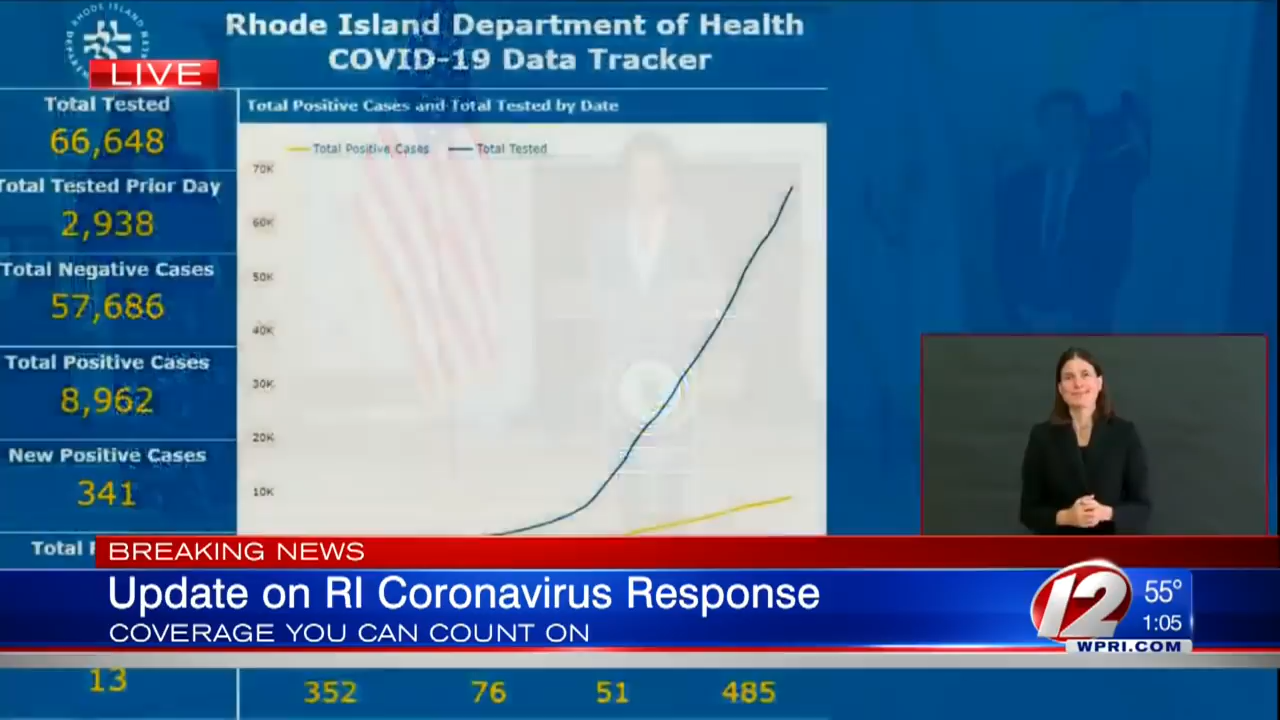 Rhode Island Department of Health
COVID-19 Data Tracker
LIVE
Total Tested
66,648
Total Tested Prior Day
2,938
Total Negative Cases
57,686
Total Positive Cases
8,962
New Positive Cases
341
Total
13
Total Positive Cases and Total Tested by Date
Total Positive Cases Total Tested
70K
60K
50K
40K
30K
20K
10K
352 76 51 485
BREAKING NEWS
Update on RI Coronavirus Response
COVERAGE YOU CAN COUNT ON
12
WPRI.COM
55°
1:05